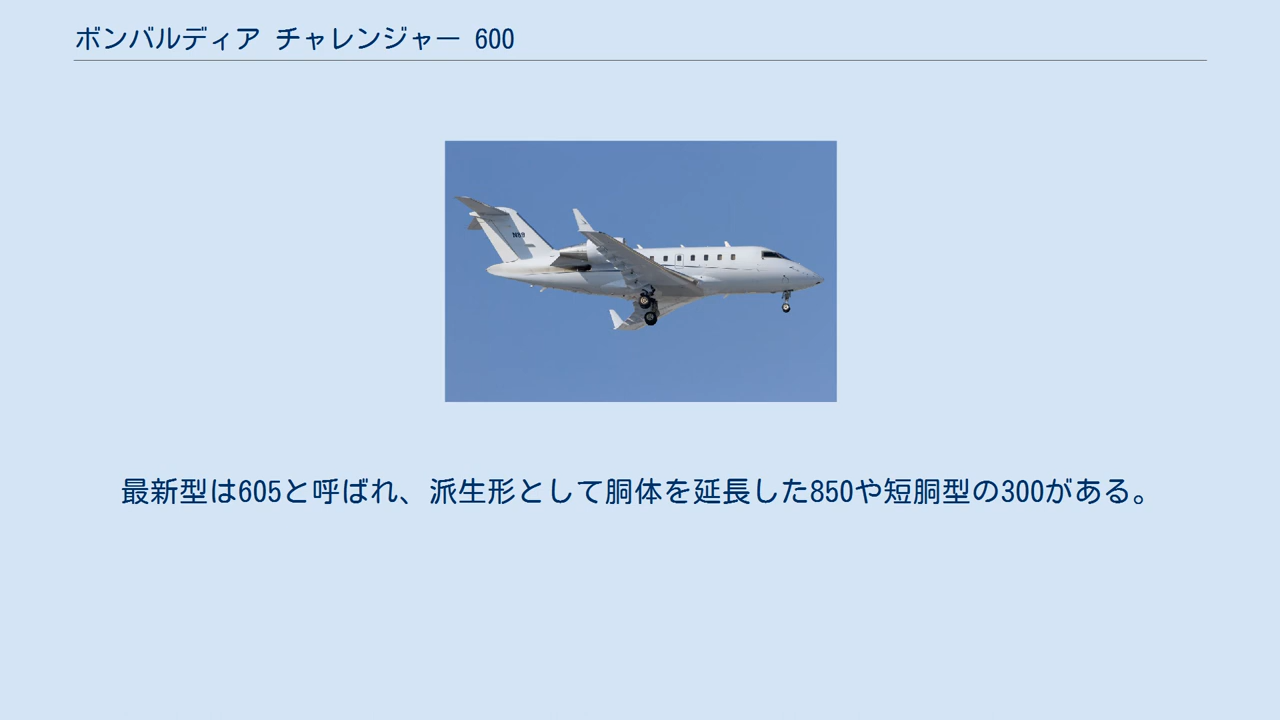 ボンバルディア チャレンジャー 600
最新型は605と呼ばれ、派生形として胴体を延長した850や短胴型の300がある。